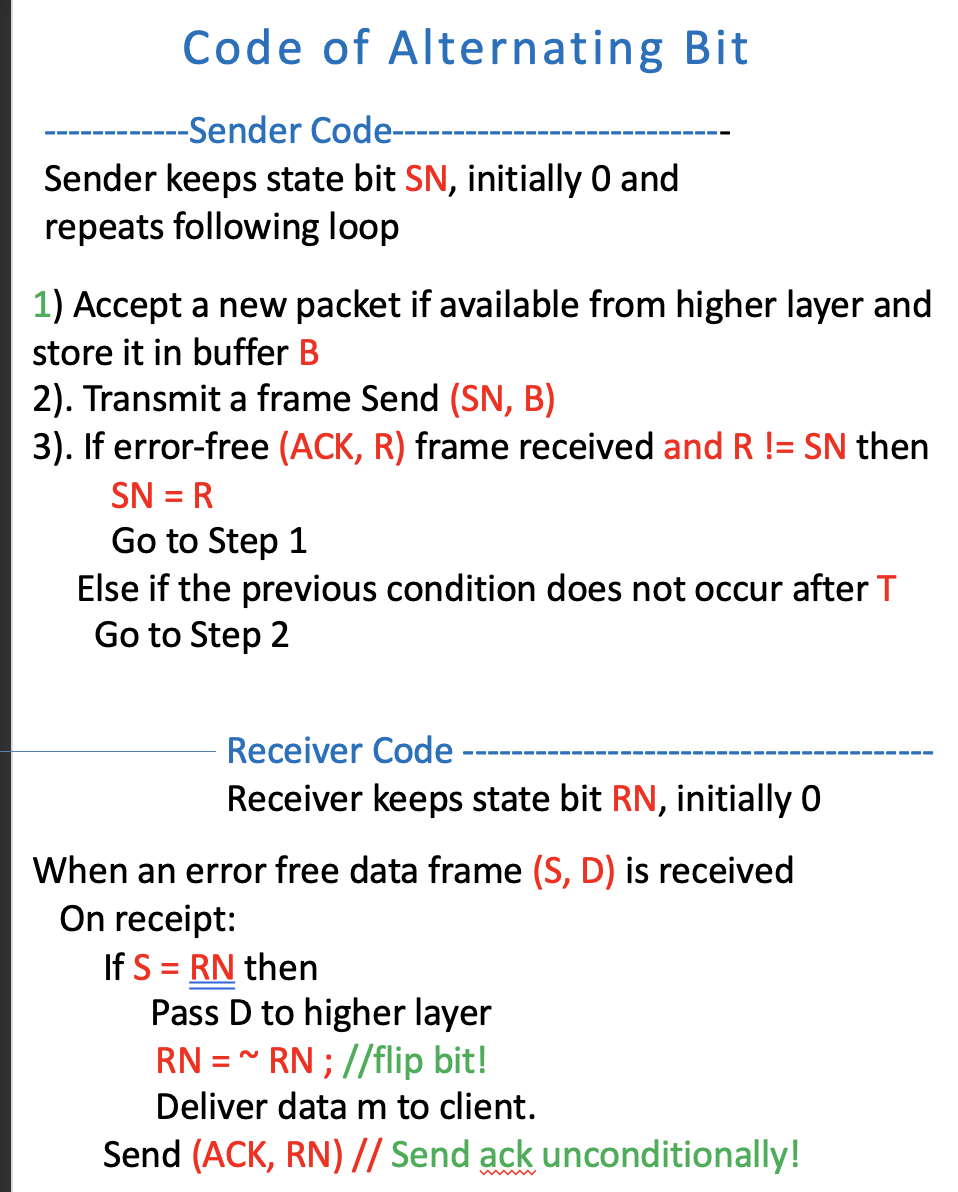 Code of Alternating Bit
------------Sender Code----------------------------
Sender keeps state bit SN, initially 0 and
repeats following loop
1) Accept a new packet if available from higher layer and
store it in buffer B
2). Transmit a frame Send (SN, B)
3). If error-free (ACK, R) frame received and R != SN then
SN = R
Go to Step 1
Else if the previous condition does not occur after T
Go to Step 2
Receiver Code ---------------------------------------
Receiver keeps state bit RN, initially 0
When an error free data frame (S, D) is received
On receipt:
If S = RN then
Pass D to higher layer
RN = ~ RN ; //flip bit!
Deliver data m to client.
Send (ACK, RN) // Send ack unconditionally!